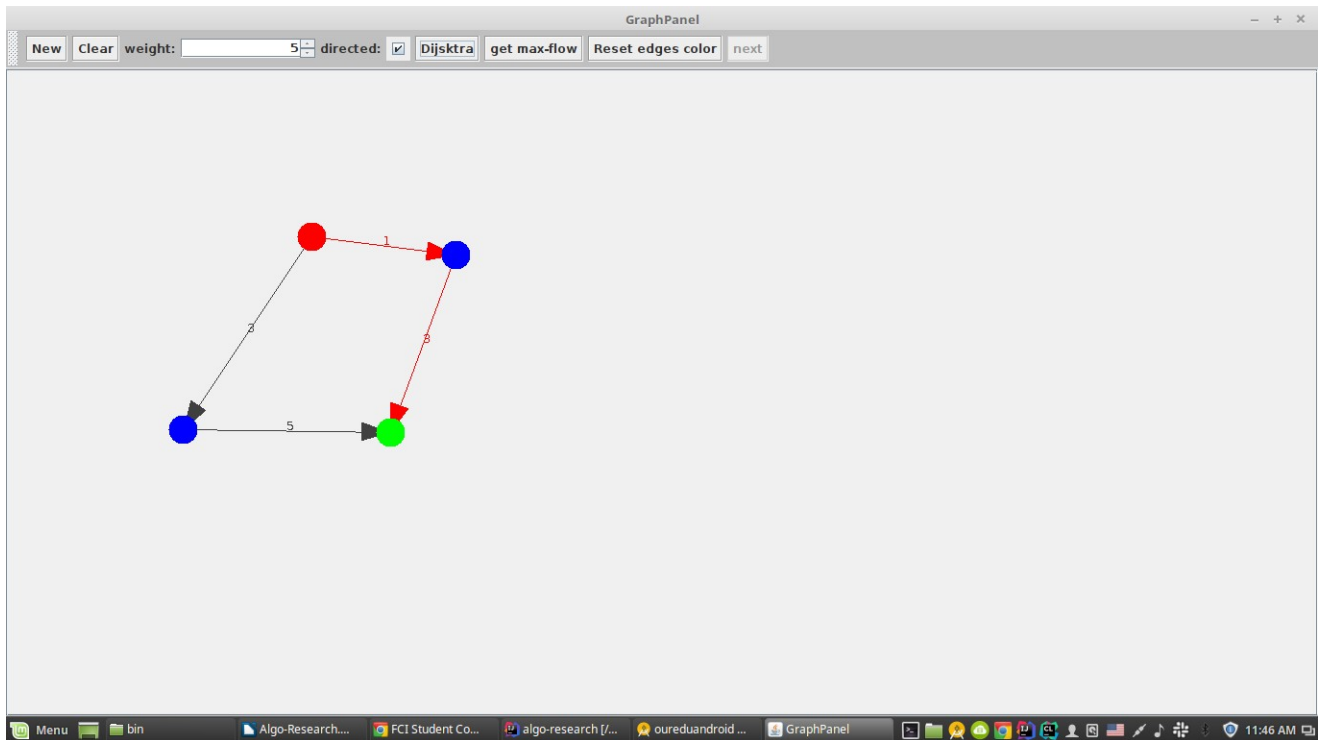 GraphPanel
New Clear weight: 5 directed: Dijsktra get max-flow Reset edges color next
1
3
3
5
Menu bin Algo-Research.... FCI Student Co... algo-research [/... oureduandroid ... GraphPanel 11:46 AM